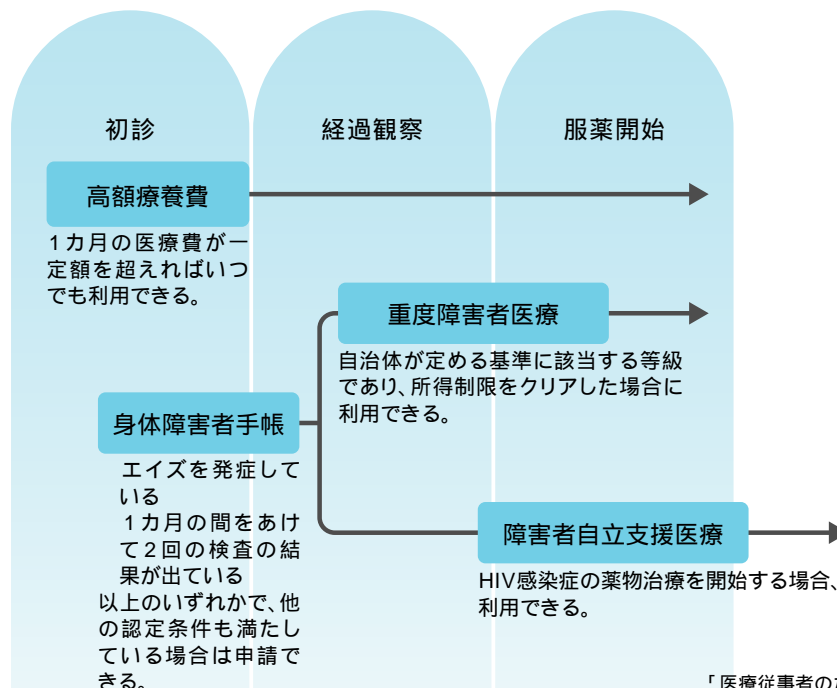 初診
経過観察
服薬開始
高額療養費
1カ月の医療費が一
定額を超えればいつ
でも利用できる。
重度障害者医療
自治体が定める基準に該当する等級
であり、所得制限をクリアした場合に
利用できる。
身体障害者手帳
エイズを発症して
いる
1カ月の間をあけ
て2回の検査の結
果が出ている
以上のいずれかで、他
の認定条件も満たし
ている場合は申請で
きる。
障害者自立支援医療
HIV感染症の薬物治療を開始する場合、
利用できる。
「医療従事者の